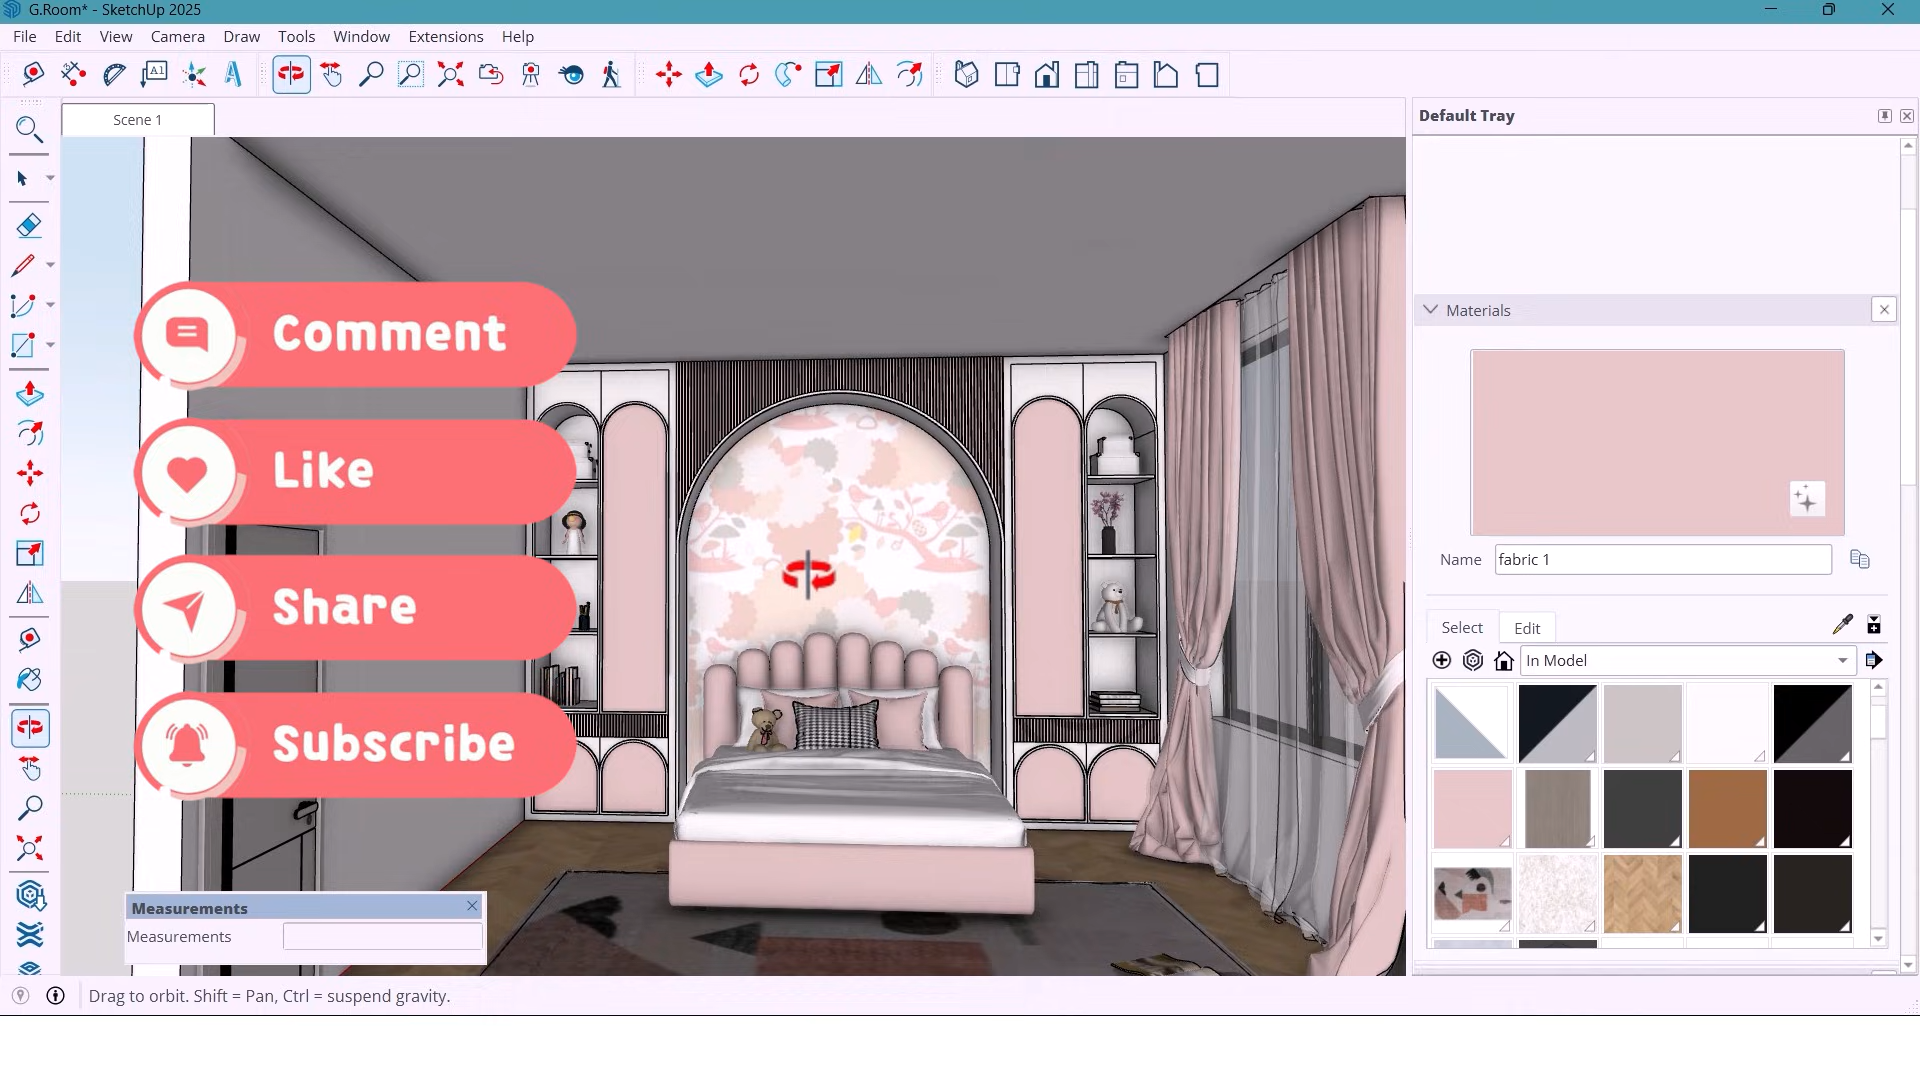 G.Room* - SketchUp 2025
File Edit View Camera Draw Tools Window Extensions Help
A1
Scene 1
Default Tray
Materials
Comment
Like
Share
Subscribe
Name fabric 1
Select Edit
In Model
Measurements
Measurements
Drag to orbit. Shift = Pan, Ctrl = suspend gravity.